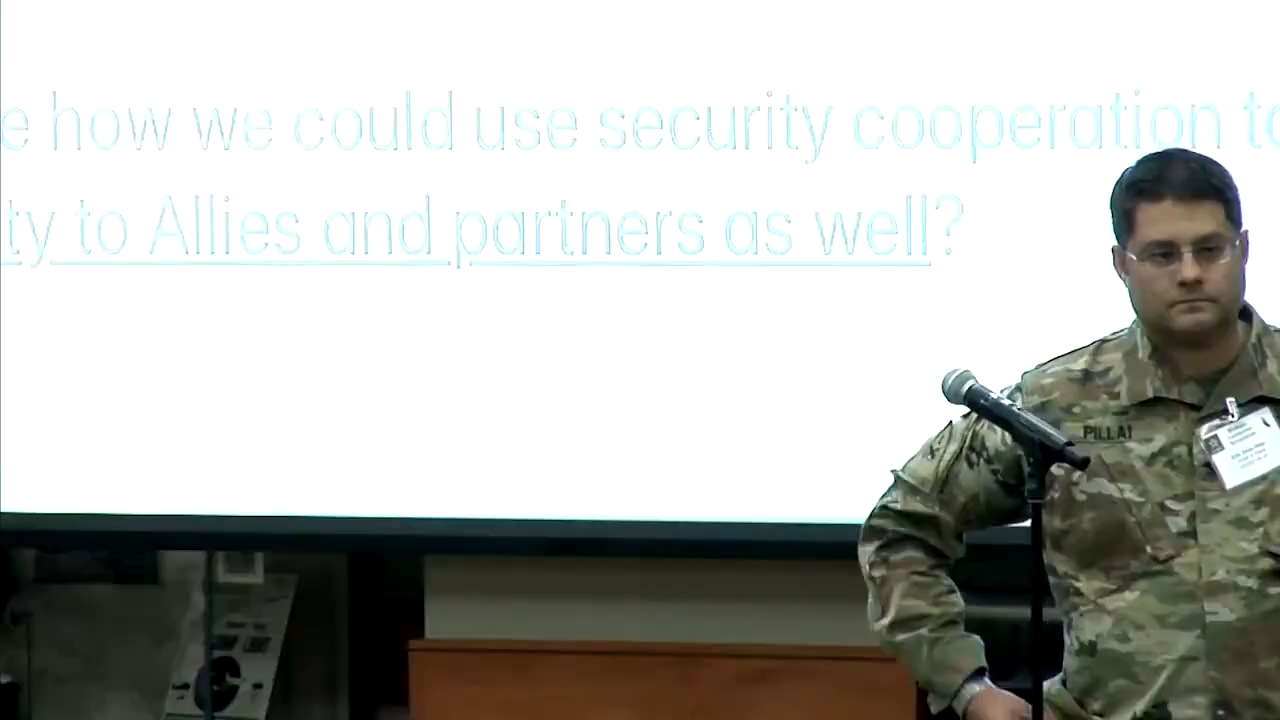 e how we could use security cooperation to
ty to Allies and partners as well?
PILLAI